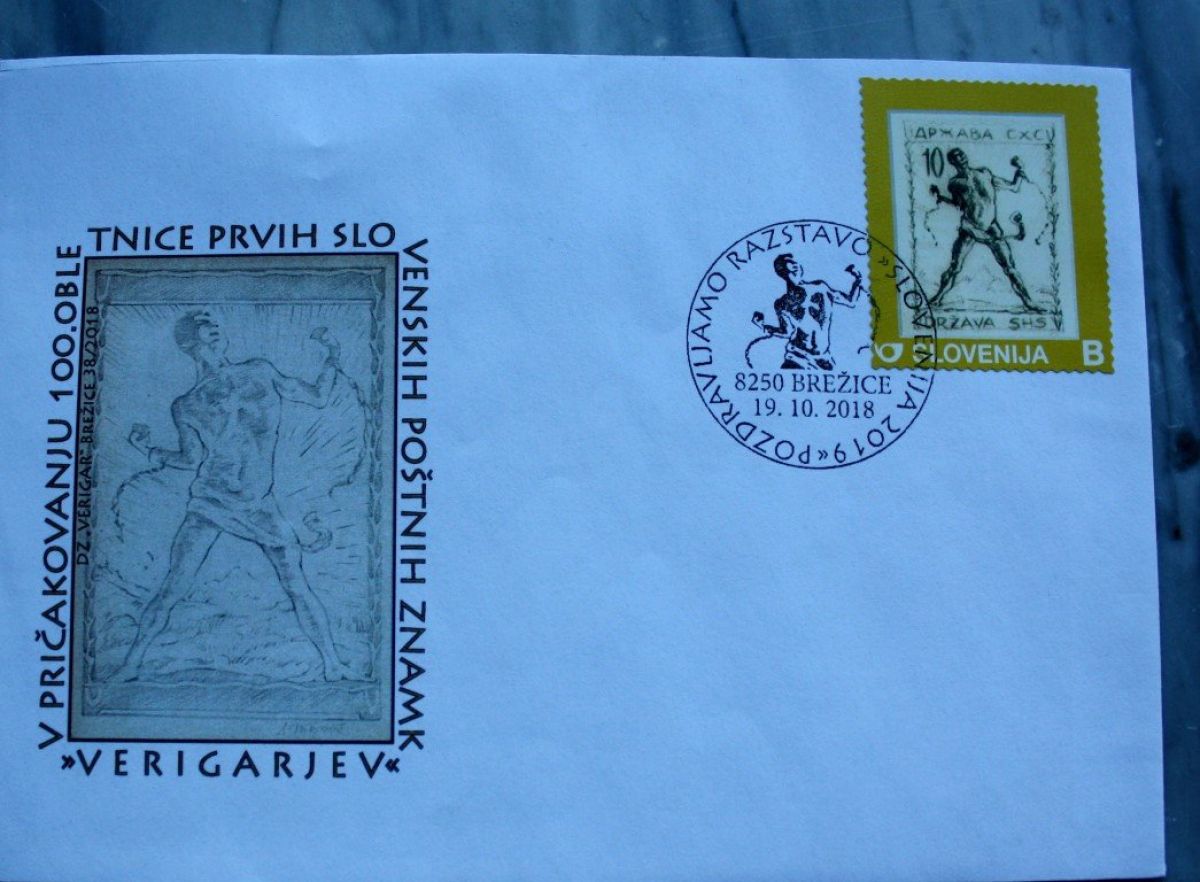 V PRIČAKOVANJU 100.OBLE
TNICE PRVIH SLO
VENSKIH POŠTNIH ZNAMK
»VERIGARJEV«
DZ„VERIGAR" BREŽICE 38/2018
POZDRAVLJAMO RAZSTAVO »SLOVENIJA 2019«
8250 BREŽICE
19. 10. 2018
ДРЖАВА СХС
10
DRŽAVA SHS
SLOVENIJA B